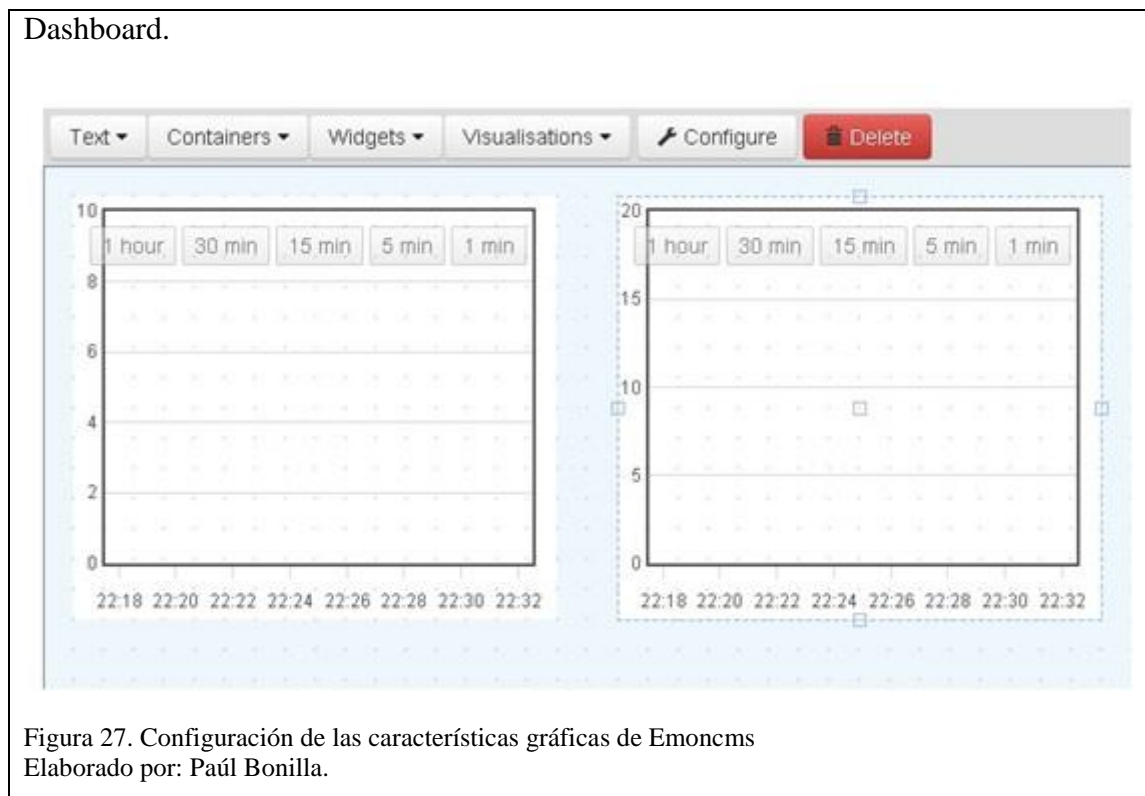 Dashboard.
Text Containers Widgets Visualisations Configure Delete
10
1 hour 30 min 15 min 5 min 1 min
8
6
4
2
0
22:18 22:20 22:22 22:24 22:26 22:28 22:30 22:32
20
1 hour 30 min 15 min 5 min 1 min
15
10
5
0
22:18 22:20 22:22 22:24 22:26 22:28 22:30 22:32
Figura 27. Configuración de las características gráficas de Emoncms
Elaborado por: Paúl Bonilla.